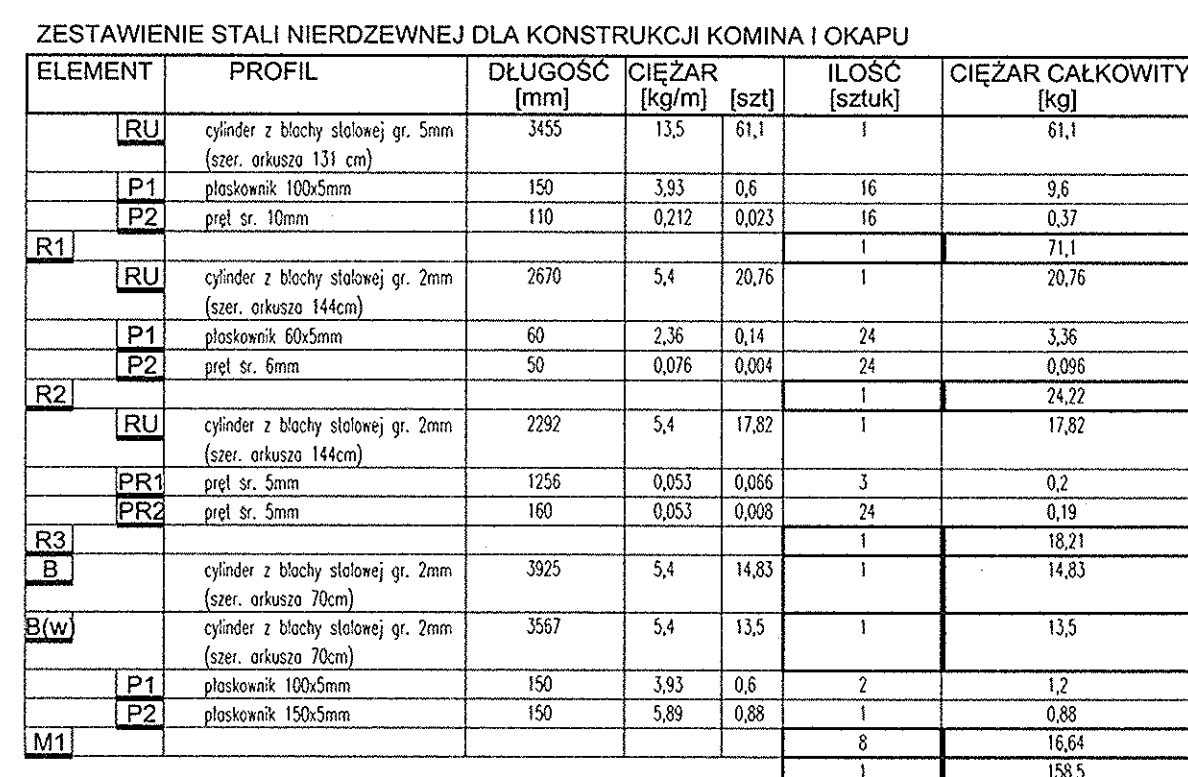 ZESTAWIENIE STALI NIERDZEWNEJ DLA KONSTRUKCJI KOMINA I OKAPU
ELEMENT PROFIL DŁUGOŚĆ CIĘŻAR ILOŚĆ CIĘŻAR CAŁKOWITY
[mm] [kg/m] [szt] [sztuk] [kg]
RU cylinder z blachy stalowej gr. 5mm 3455 13,5 61,1 1 61,1
(szer. arkusza 131 cm)
P1 płaskownik 100x5mm 150 3,93 0,6 16 9,6
P2 pręt śr. 10mm 110 0,212 0,023 16 0,37
R1 1 71,1
RU cylinder z blachy stalowej gr. 2mm 2670 5,4 20,76 1 20,76
(szer. arkusza 144cm)
P1 płaskownik 60x5mm 60 2,36 0,14 24 3,36
P2 pręt śr. 6mm 50 0,076 0,004 24 0,096
R2 1 24,22
RU cylinder z blachy stalowej gr. 2mm 2292 5,4 17,82 1 17,82
(szer. arkusza 144cm)
PR1 pręt śr. 5mm 1256 0,053 0,066 3 0,2
PR2 pręt śr. 5mm 160 0,053 0,008 24 0,19
R3 1 18,21
B cylinder z blachy stalowej gr. 2mm 3925 5,4 14,83 1 14,83
(szer. arkusza 70cm)
B(w) cylinder z blachy stalowej gr. 2mm 3567 5,4 13,5 1 13,5
(szer. arkusza 70cm)
P1 płaskownik 100x5mm 150 3,93 0,6 2 1,2
P2 płaskownik 150x5mm 150 5,89 0,88 1 0,88
M1 8 16,64
1 158,5